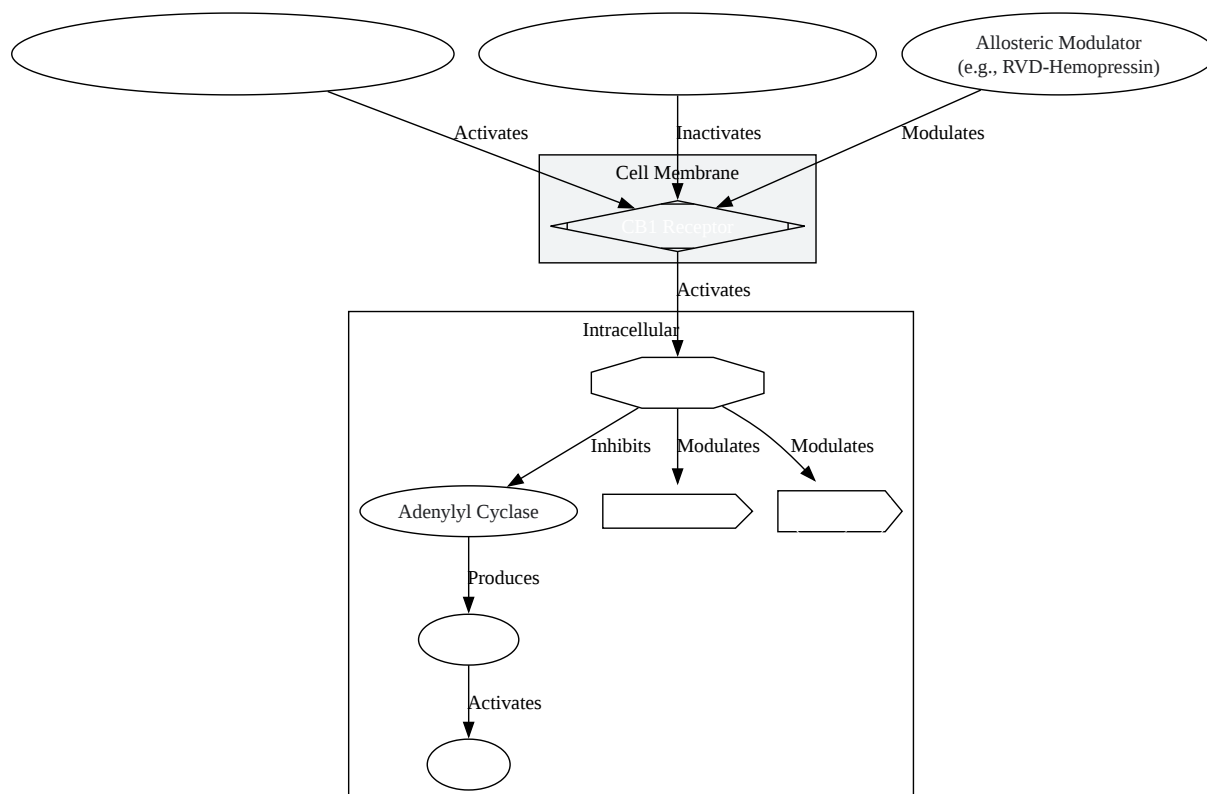 Allosteric Modulator
(e.g., RVD-Hemopressin)
Activates
Inactivates
Modulates
Cell Membrane
CB1 Receptor
Activates
Intracellular
Inhibits
Modulates
Modulates
Adenylyl Cyclase
Produces
Activates